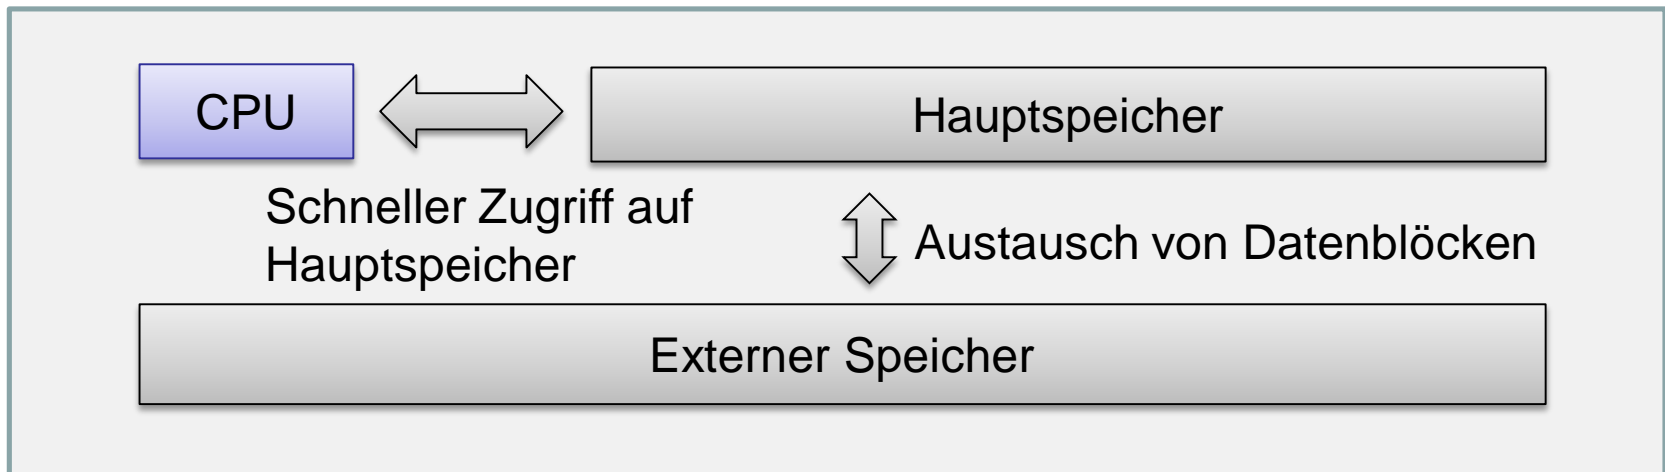 CPU
Hauptspeicher
Schneller Zugriff auf
Hauptspeicher
Austausch von Datenblöcken
Externer Speicher